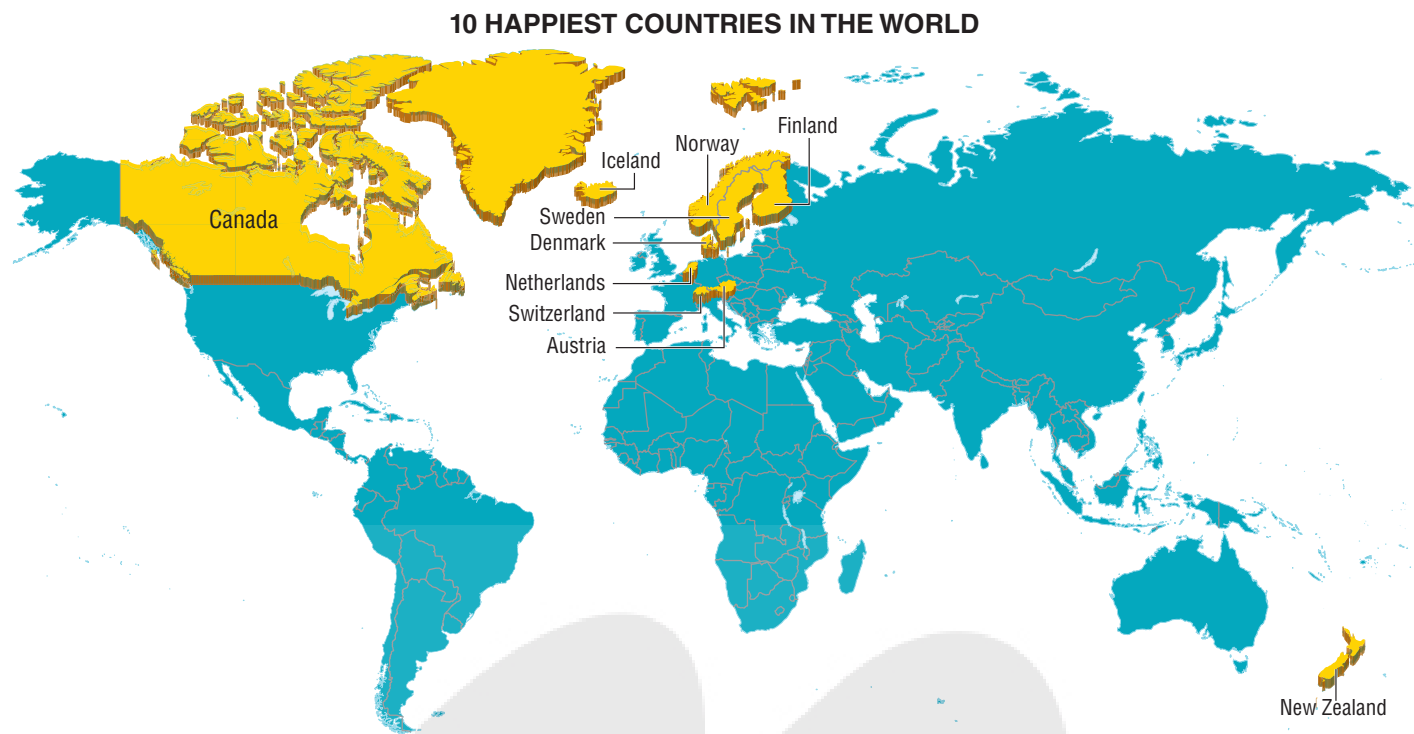 10 HAPPIEST COUNTRIES IN THE WORLD
Finland
Norway
Iceland
Canada
Sweden
Denmark
Netherlands
Switzerland
Austria
New Zealand